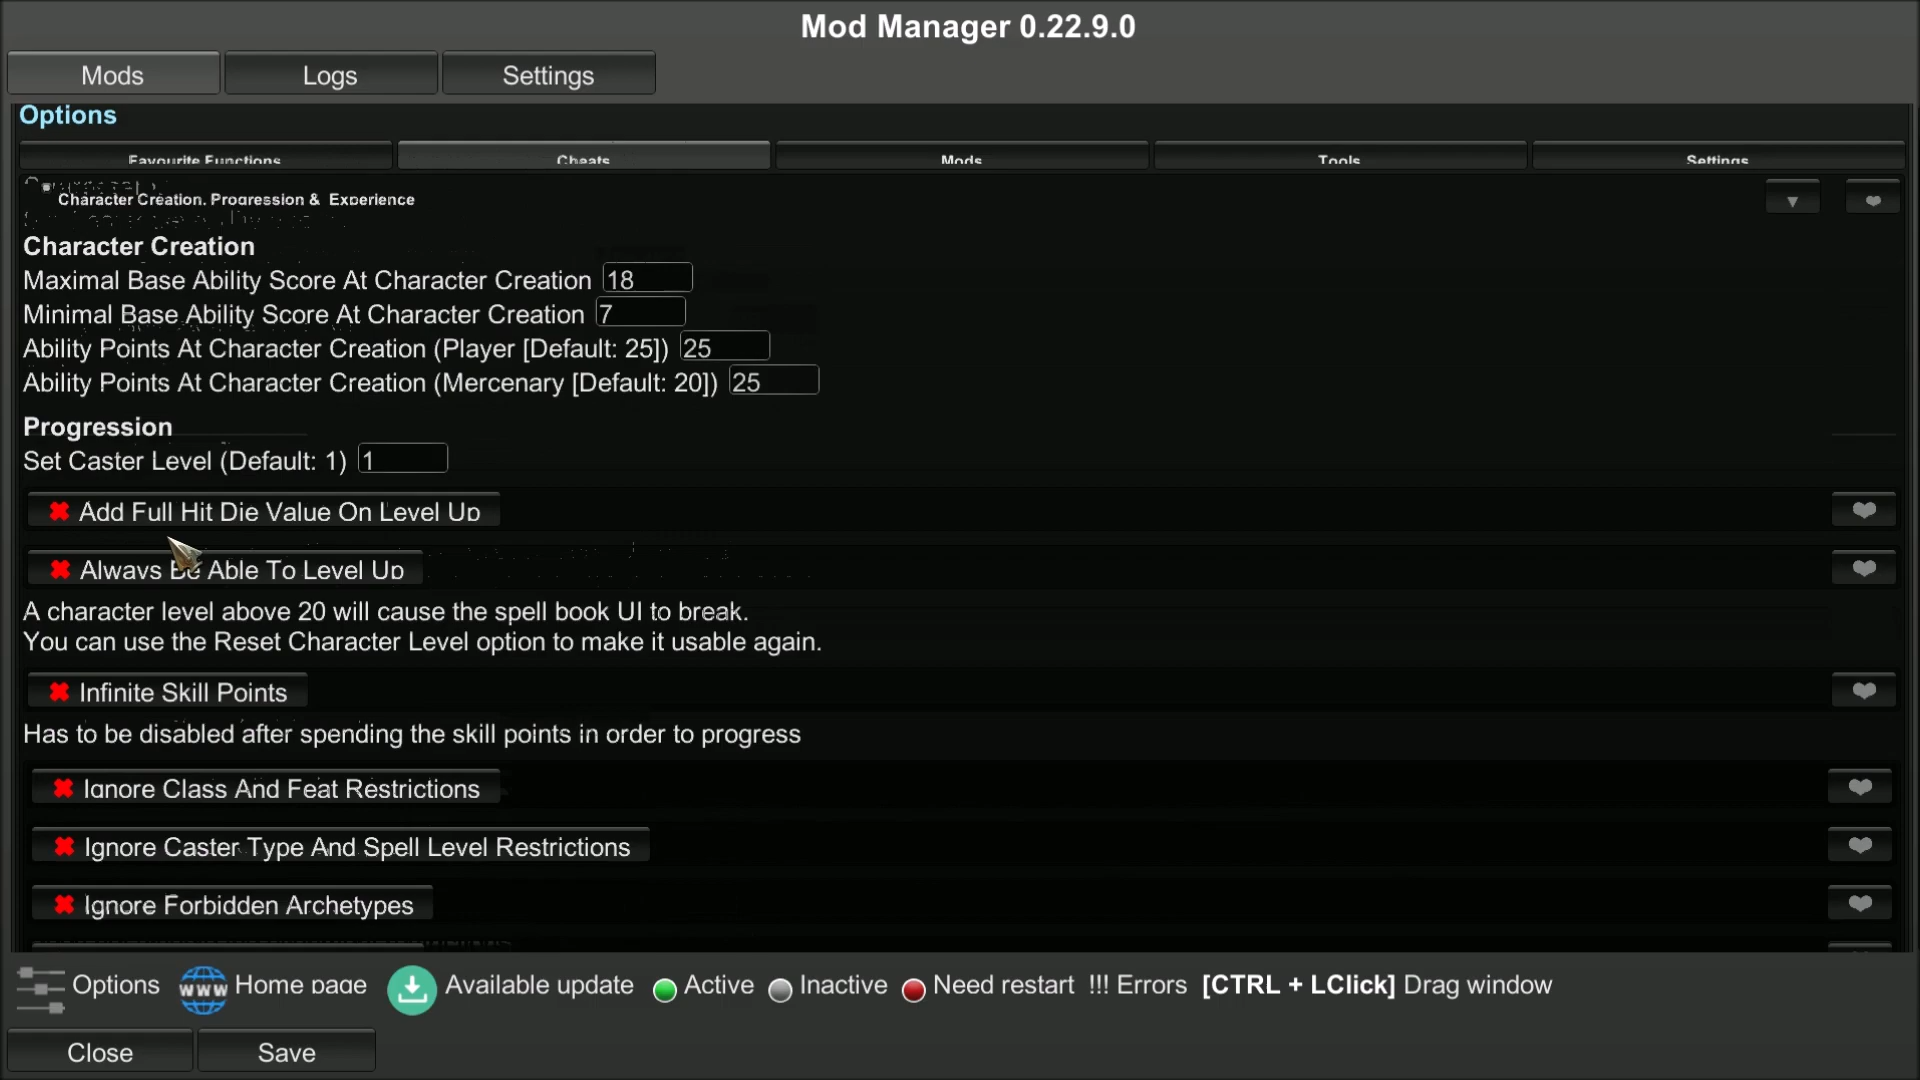 Mod Manager 0.22.9.0
Mods Logs Settings
Options
Favourite Functions Cheats Mods Tools Settings
Character Creation, Progression & Experience
Character Creation
Maximal Base Ability Score At Character Creation 18
Minimal Base Ability Score At Character Creation 7
Ability Points At Character Creation (Player [Default: 25]) 25
Ability Points At Character Creation (Mercenary [Default: 20]) 25
Progression
Set Caster Level (Default: 1) 1
Add Full Hit Die Value On Level Up
Always Be Able To Level Up
A character level above 20 will cause the spell book UI to break.
You can use the Reset Character Level option to make it usable again.
Infinite Skill Points
Has to be disabled after spending the skill points in order to progress
Ignore Class And Feat Restrictions
Ignore Caster Type And Spell Level Restrictions
Ignore Forbidden Archetypes
Options www Home page Available update Active Inactive Need restart !!! Errors [CTRL + LClick] Drag window
Close Save